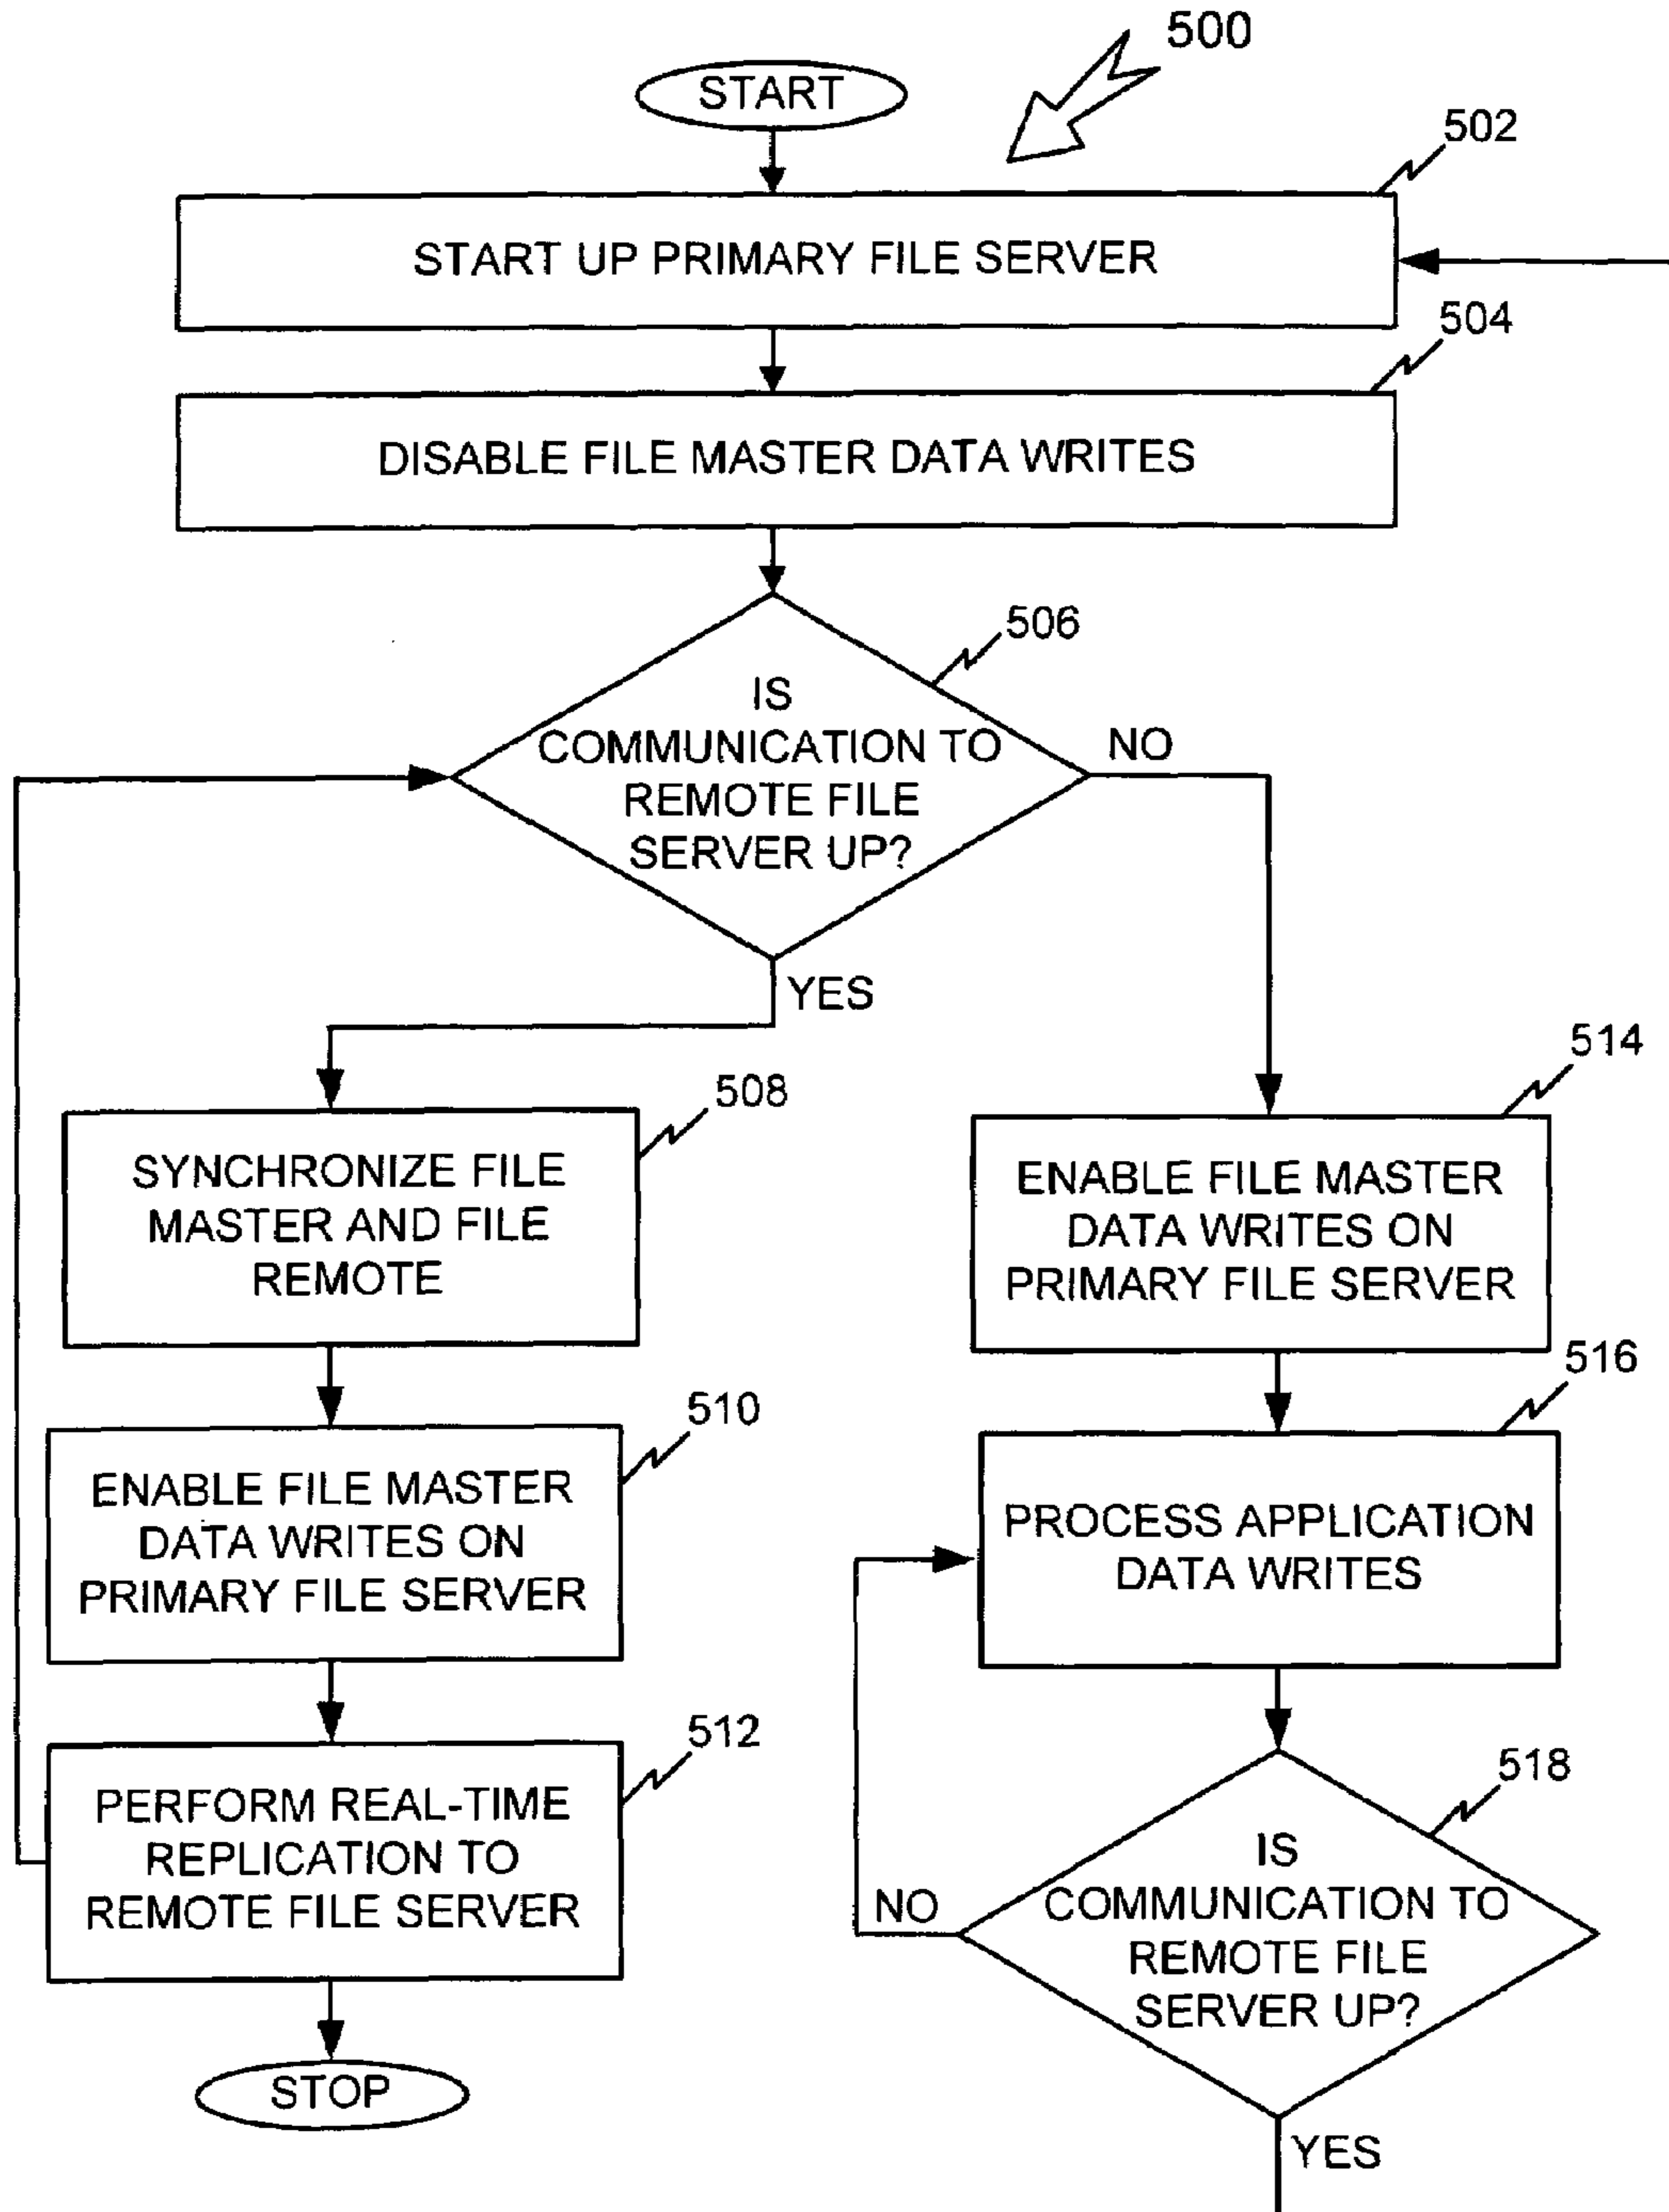 500
START
502
START UP PRIMARY FILE SERVER
504
DISABLE FILE MASTER DATA WRITES
506
IS
COMMUNICATION TO
REMOTE FILE
SERVER UP?
NO
YES
508
SYNCHRONIZE FILE
MASTER AND FILE
REMOTE
510
ENABLE FILE MASTER
DATA WRITES ON
PRIMARY FILE SERVER
512
PERFORM REAL-TIME
REPLICATION TO
REMOTE FILE SERVER
STOP
514
ENABLE FILE MASTER
DATA WRITES ON
PRIMARY FILE SERVER
516
PROCESS APPLICATION
DATA WRITES
518
IS
COMMUNICATION TO
REMOTE FILE
SERVER UP?
NO
YES